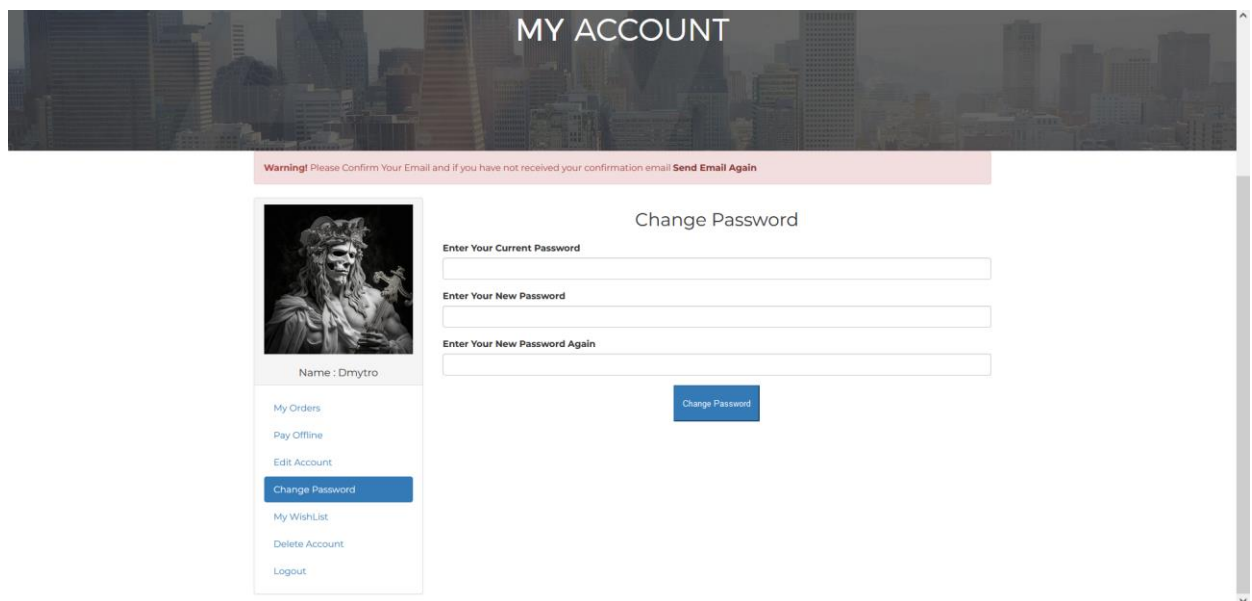 MY ACCOUNT
Warning! Please Confirm Your Email and if you have not received your confirmation email Send Email Again
Name : Dmytro
My Orders
Pay Offline
Edit Account
Change Password
My WishList
Delete Account
Logout
Change Password
Enter Your Current Password
Enter Your New Password
Enter Your New Password Again
Change Password